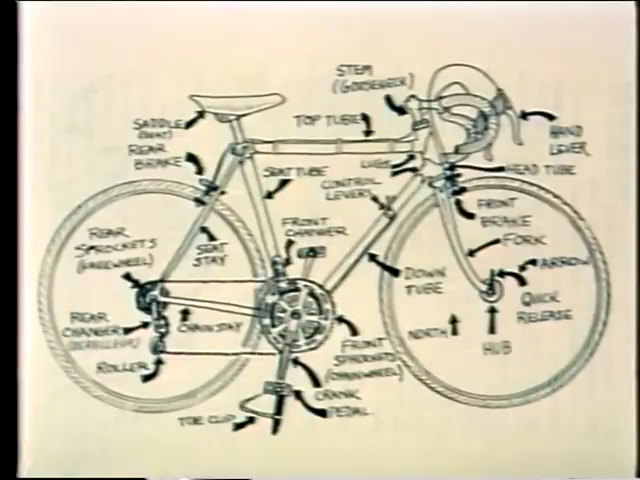 STEM
(GOOSENECK)
SADDLE
(SEAT)
TOP TUBE
HAND
LEVER
REAR
BRAKE
LUGS
SEAT TUBE
HEAD TUBE
CONTROL
LEVERS
FRONT
CHANGER
FRONT
BRAKE
REAR
SPROCKETS
(FREEWHEEL)
SEAT
STAY
FORK
ARROW
DOWN
TUBE
QUICK
RELEASE
REAR
CHANGER
(DERAILLEUR)
CHAINSTAY
NORTH
HUB
FRONT
SPROCKETS
(CHAINWHEEL)
ROLLER
CRANK
PEDAL
TOE CLIP